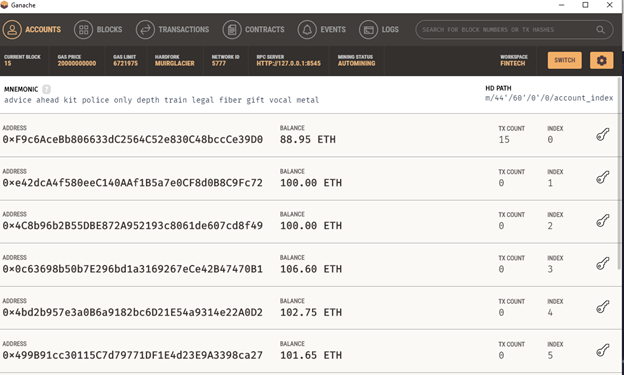 Ganache
ACCOUNTS BLOCKS TRANSACTIONS CONTRACTS EVENTS LOGS SEARCH FOR BLOCK NUMBERS OR TX HASHES
CURRENT BLOCK GAS PRICE GAS LIMIT HARDFORK NETWORK ID RPC SERVER MINING STATUS WORKSPACE SWITCH
15 20000000000 6721975 MUIRGLACIER 5777 HTTP://127.0.0.1:8545 AUTOMINING FINTECH
MNEMONIC ? HD PATH
advice ahead kit police only depth train legal fiber gift vocal metal m/44'/60'/0'/0/account_index
ADDRESS BALANCE TX COUNT INDEX
0×F9c6AceBb806633dC2564C52e830C48bccCe39D0 88.95 ETH 15 0
ADDRESS BALANCE TX COUNT INDEX
0×e42dcA4f580eeC140AAf1B5a7e0CF8d0B8C9Fc72 100.00 ETH 0 1
ADDRESS BALANCE TX COUNT INDEX
0×4C8b96b2B55DBE872A952193c8061de607cd8f49 100.00 ETH 0 2
ADDRESS BALANCE TX COUNT INDEX
0×0c63698b50b7E296bd1a3169267eCe42B47470B1 106.60 ETH 0 3
ADDRESS BALANCE TX COUNT INDEX
0×4bd2b957e3a0B6a9182bc6D21E54a9314e22A0D2 102.75 ETH 0 4
ADDRESS BALANCE TX COUNT INDEX
0×499B91cc30115C7d79771DF1E4d23E9A3398ca27 101.65 ETH 0 5